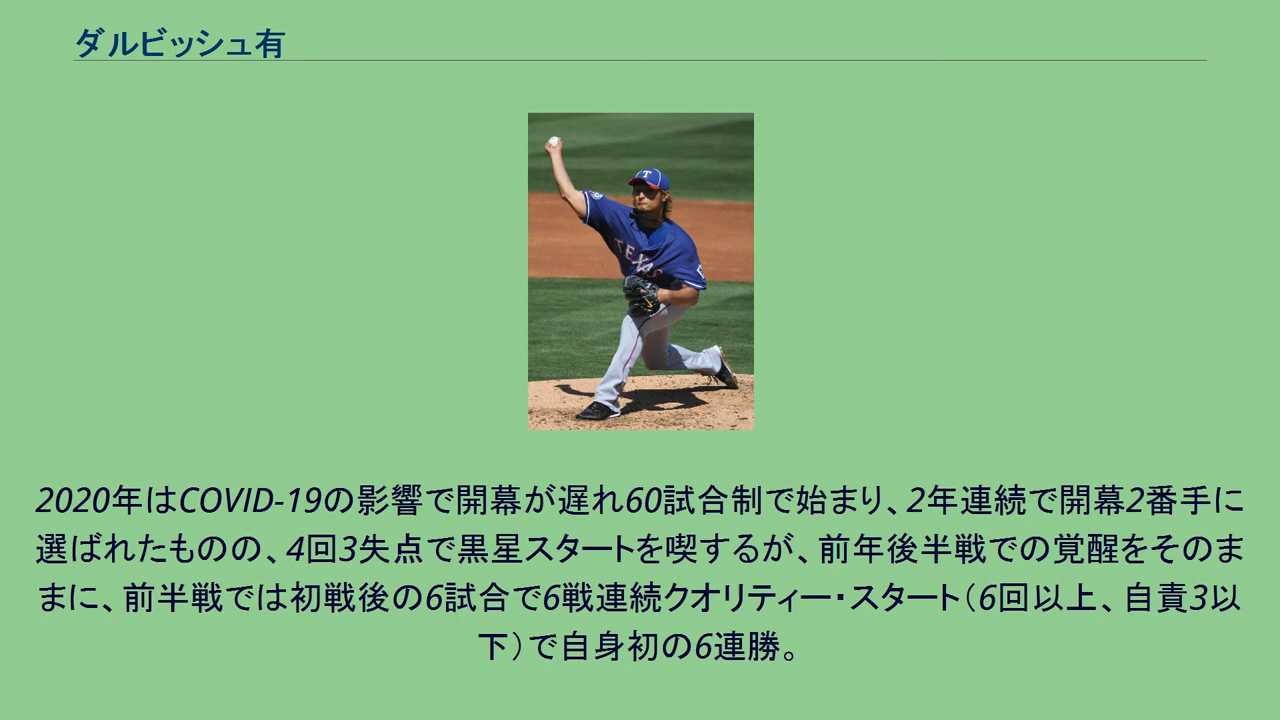 ダルビッシュ有
T
TEXAS
2020年はCOVID-19の影響で開幕が遅れ60試合制で始まり、2年連続で開幕2番手に
選ばれたものの、4回3失点で黒星スタートを喫するが、前年後半戦での覚醒をそのま
まに、前半戦では初戦後の6試合で6戦連続クオリティー・スタート（6回以上、自責3以
下）で自身初の6連勝。